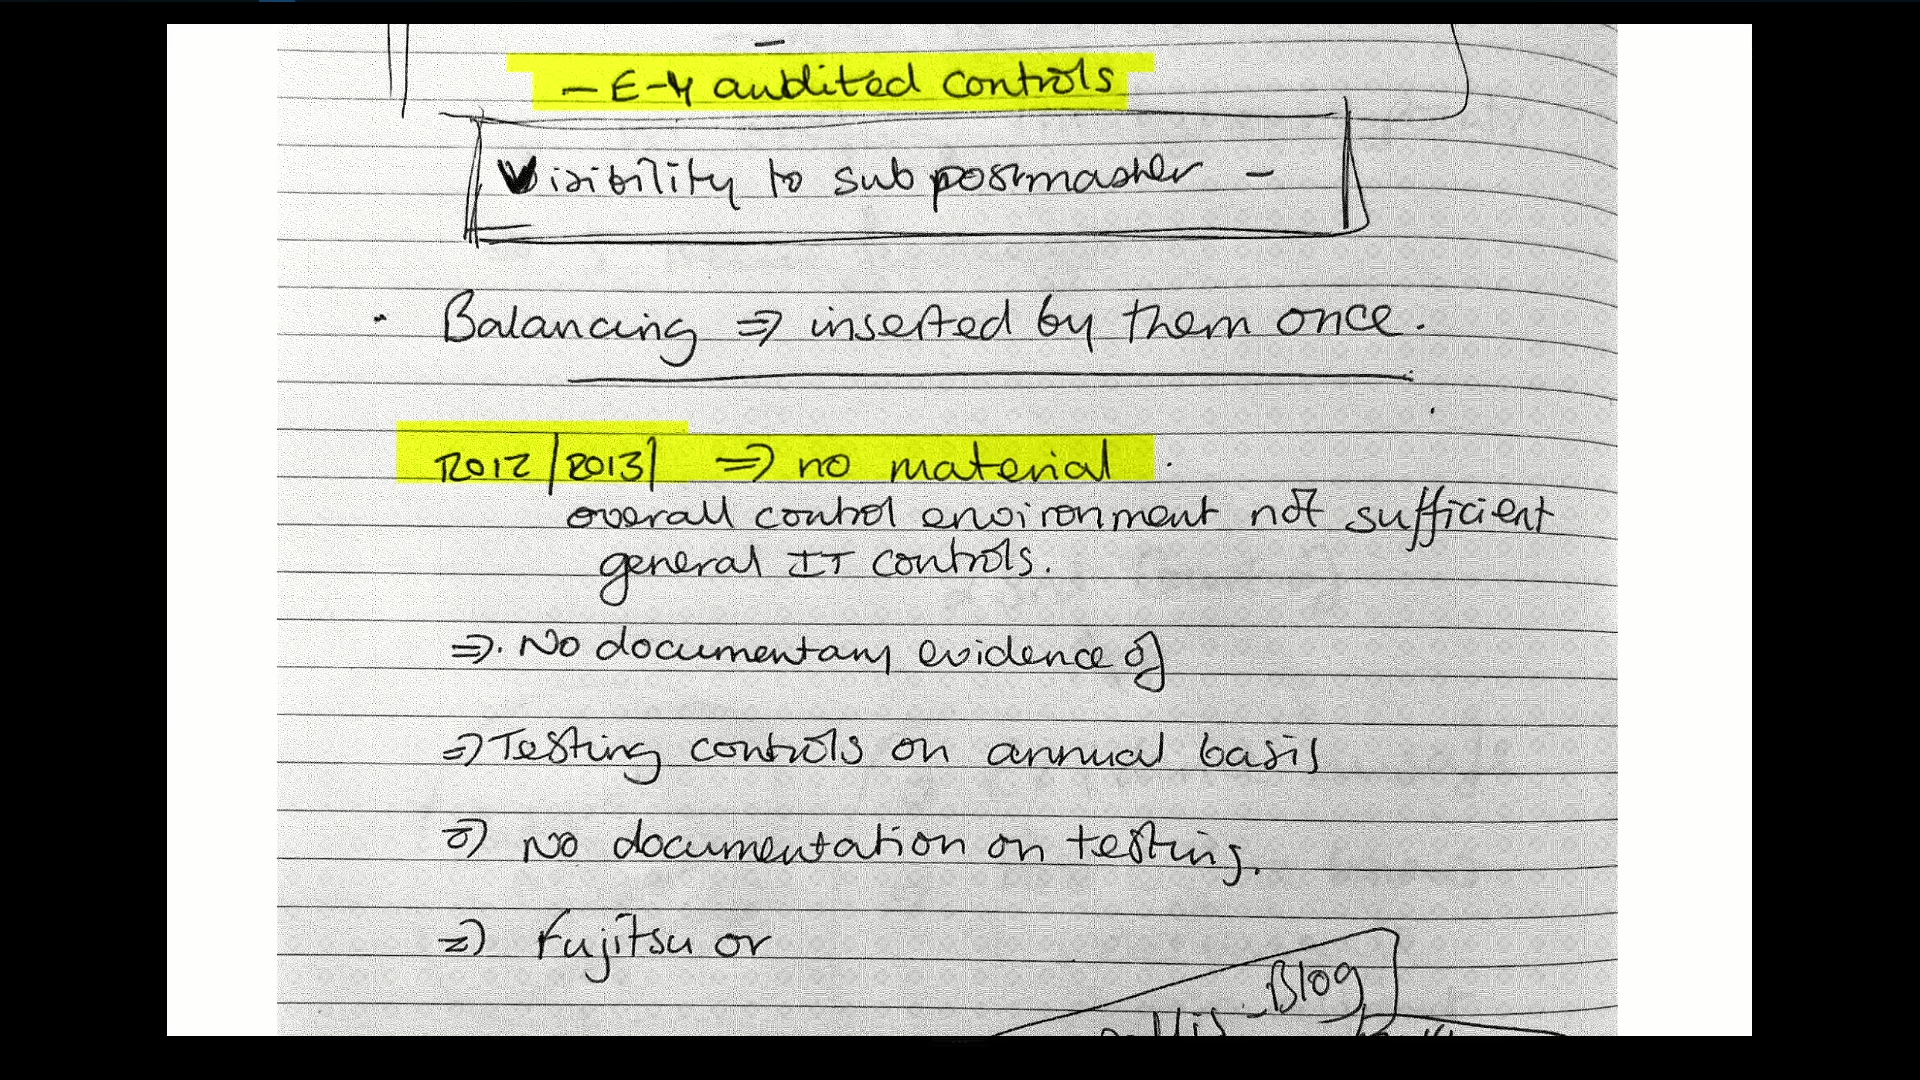 - E-Y audited controls
Visibility to subpostmaster -
· Balancing ⇒ inserted by them once.
2012/2013/ ⇒ no material .
overall control environment not sufficient
general IT controls.
⇒. No documentary evidence of
⇒ Testing controls on annual basis
⇒ No documentation on testing.
⇒ Fujitsu or
Blog